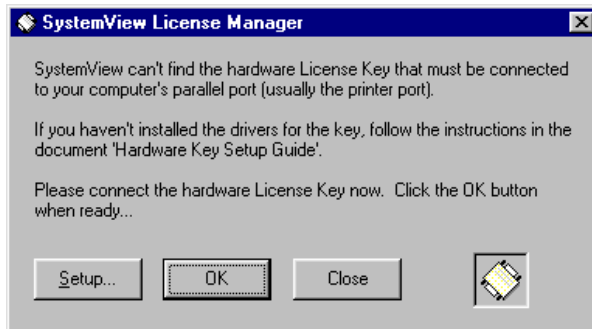 SystemView License Manager
SystemView can't find the hardware License Key that must be connected
to your computer's parallel port (usually the printer port).
If you haven't installed the drivers for the key, follow the instructions in the
document 'Hardware Key Setup Guide'.
Please connect the hardware License Key now.  Click the OK button
when ready...
Setup...
OK
Close